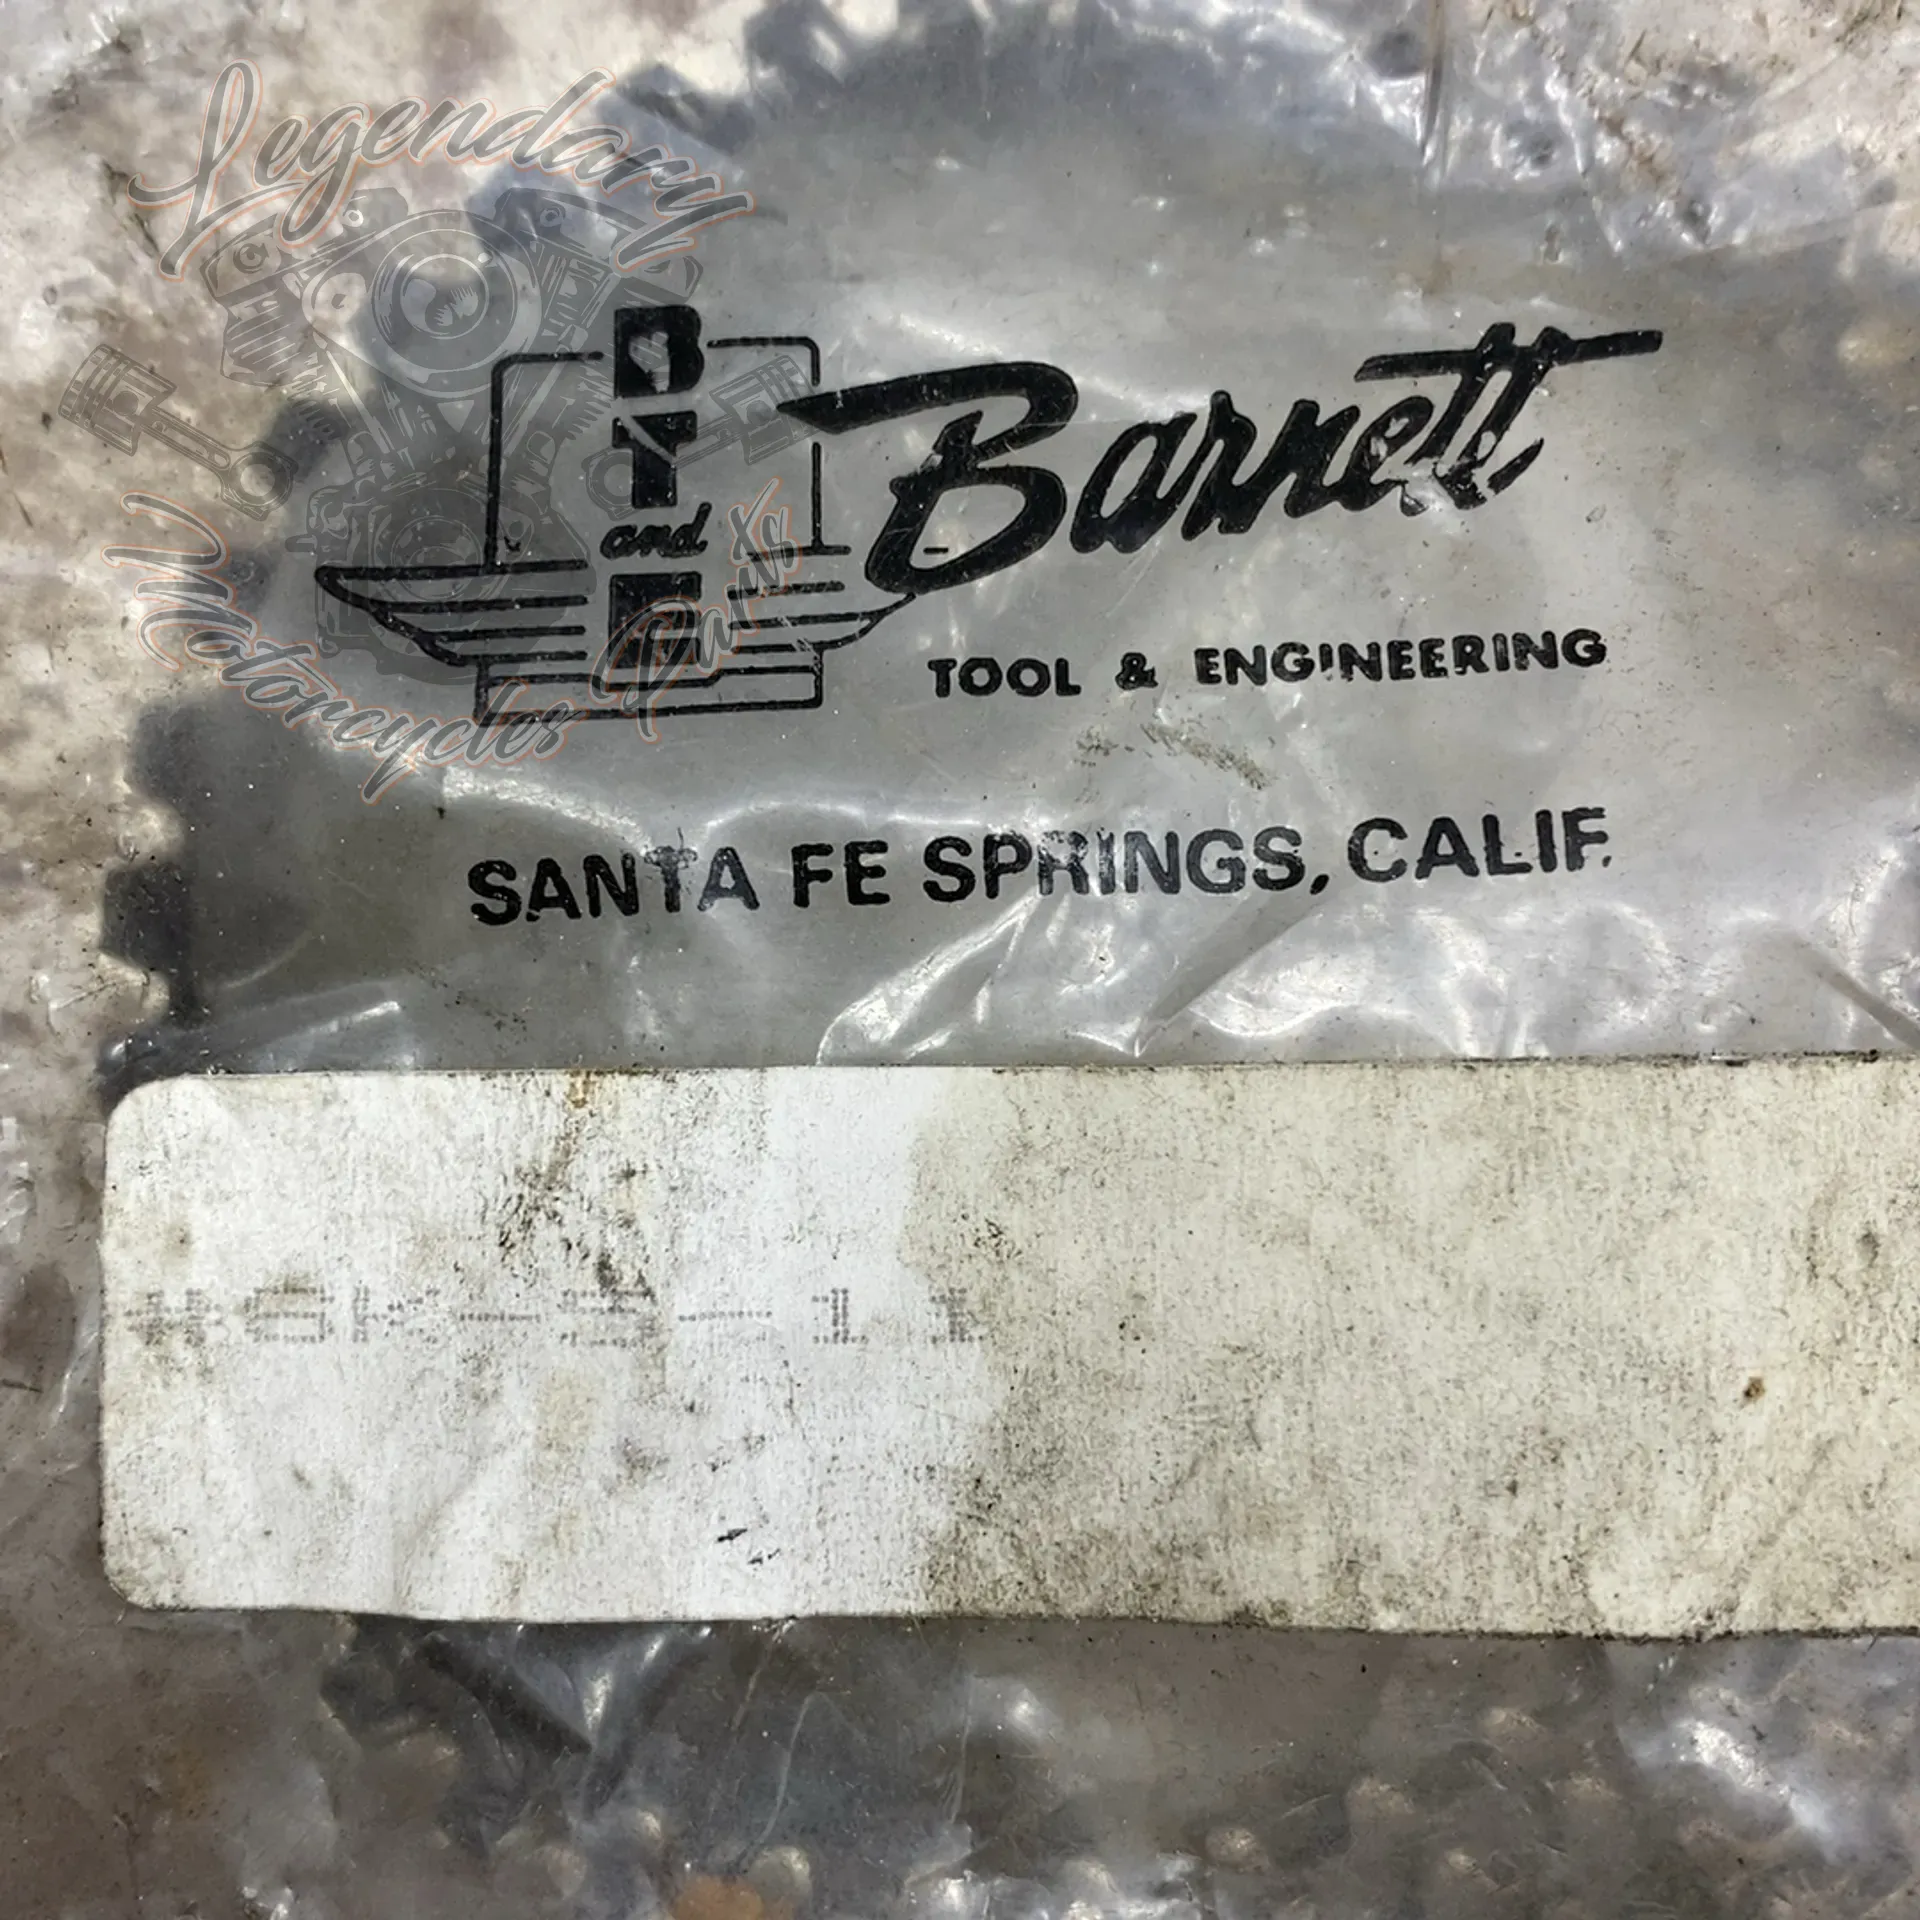 Legendary
Motorcycles Parts
B
T
and
E
Barnett
TOOL & ENGINEERING
SANTA FE SPRINGS, CALIF.